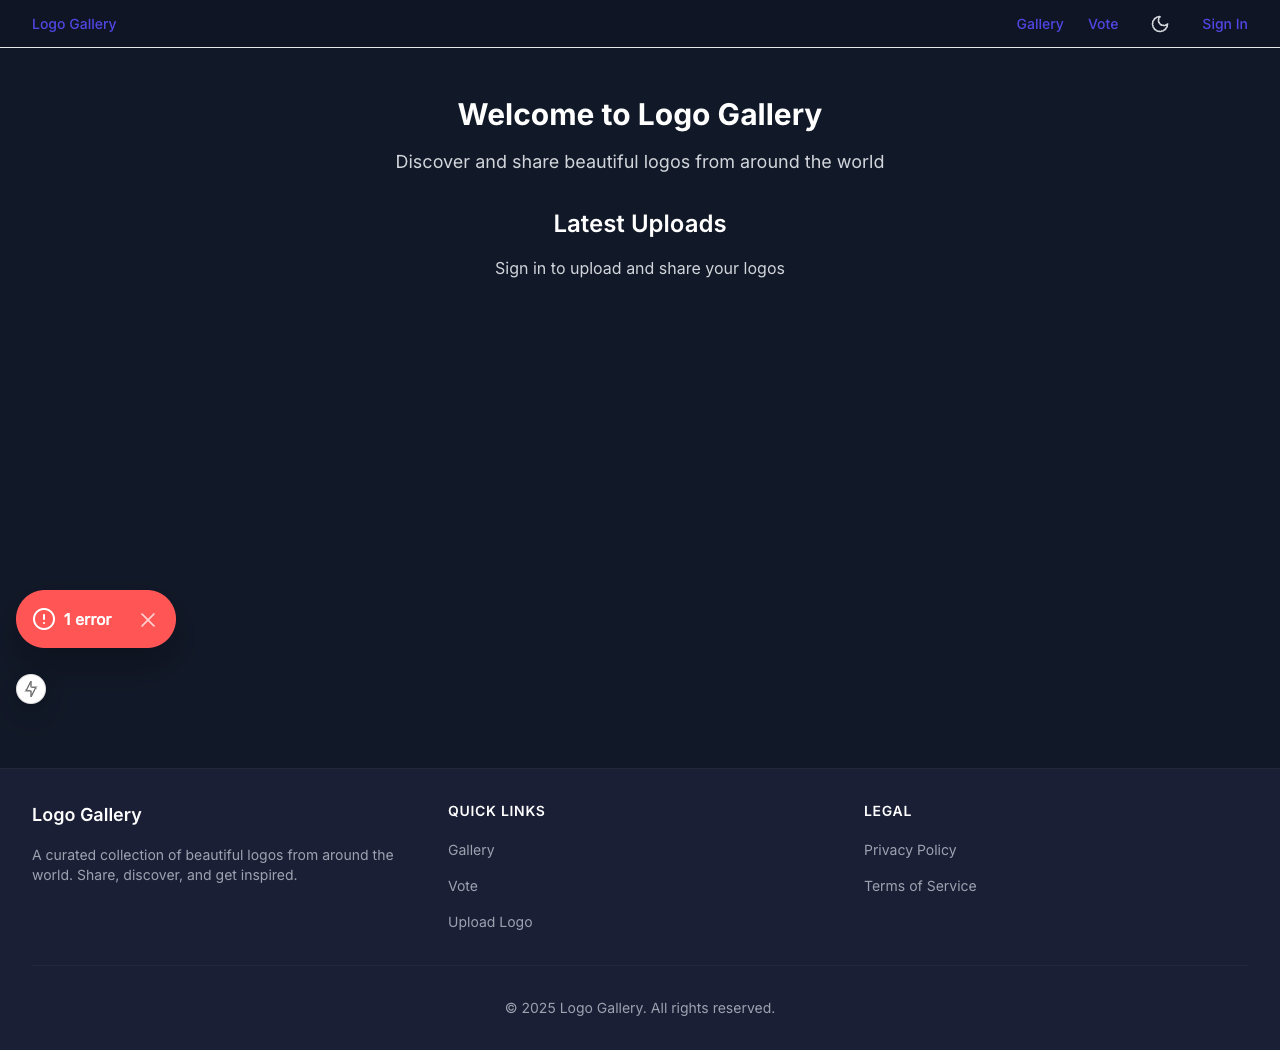 Logo Gallery
Gallery
Vote
Sign In
Welcome to Logo Gallery
Discover and share beautiful logos from around the world
Latest Uploads
Sign in to upload and share your logos
1 error
Logo Gallery
A curated collection of beautiful logos from around the
world. Share, discover, and get inspired.
QUICK LINKS
Gallery
Vote
Upload Logo
LEGAL
Privacy Policy
Terms of Service
© 2025 Logo Gallery. All rights reserved.